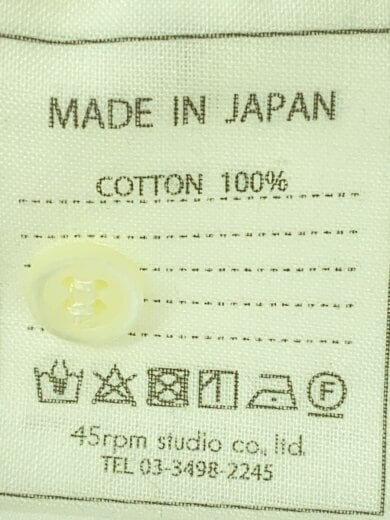 MADE IN JAPAN
COTTON 100%
F
45rpm studio co., ltd.
TEL 03-3498-2245